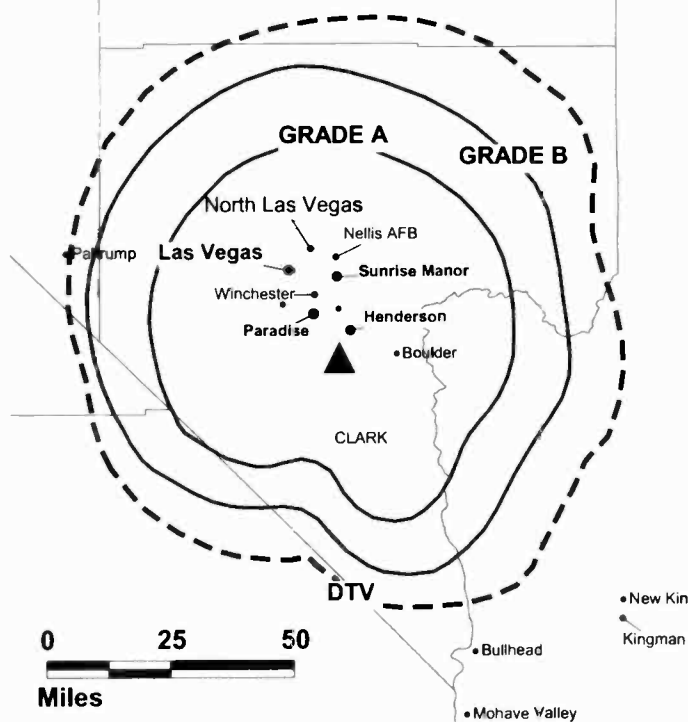 GRADE A
GRADE B
North Las Vegas
Nellis AFB
Pahrump
Las Vegas
Sunrise Manor
Winchester
Paradise
Henderson
Boulder
CLARK
DTV
New Kin
Kingman
0 25 50
Miles
Bullhead
Mohave Valley